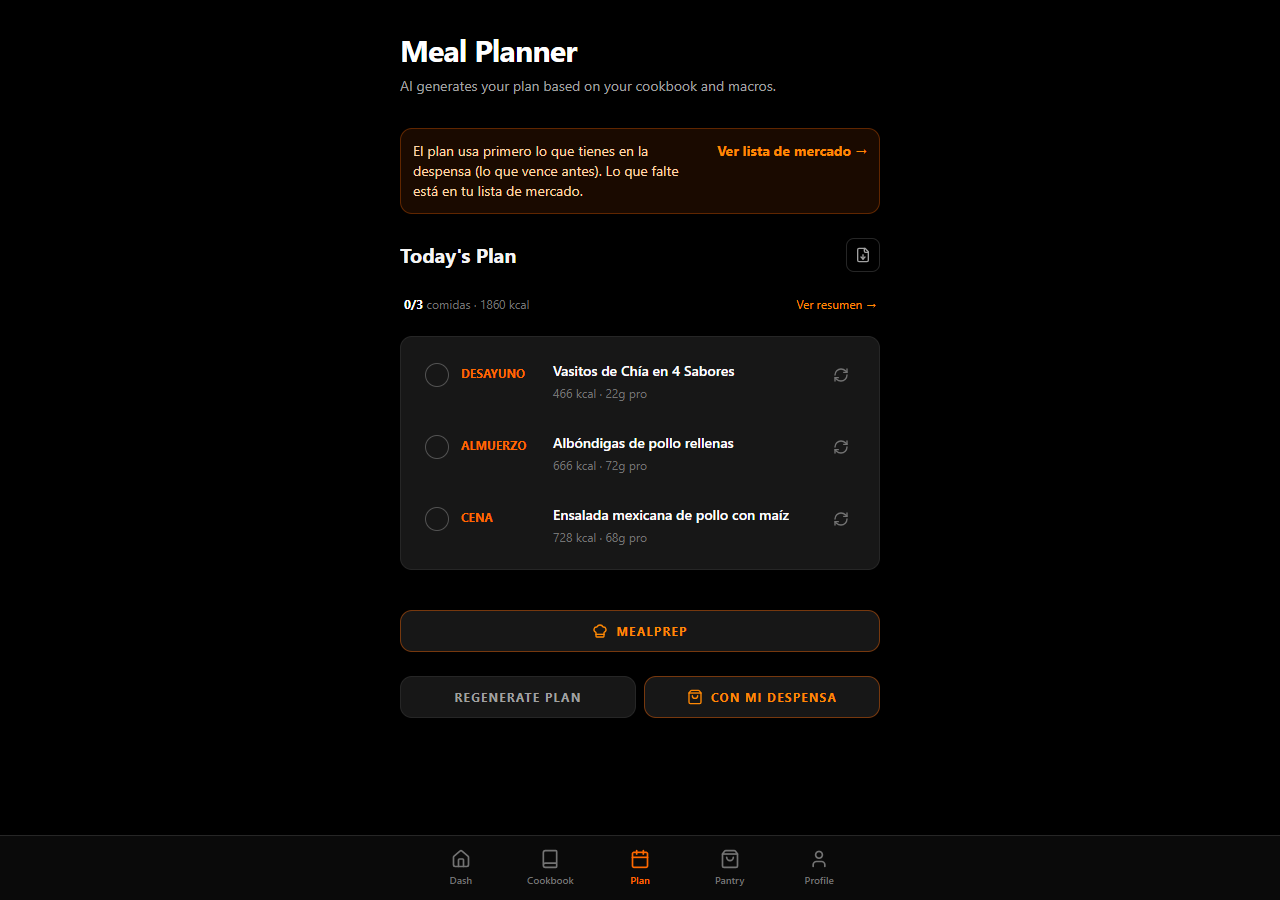 Meal Planner
AI generates your plan based on your cookbook and macros.
El plan usa primero lo que tienes en la
despensa (lo que vence antes). Lo que falte
está en tu lista de mercado.
Ver lista de mercado →
Today's Plan
0/3 comidas · 1860 kcal
Ver resumen →
DESAYUNO
Vasitos de Chía en 4 Sabores
466 kcal · 22g pro
ALMUERZO
Albóndigas de pollo rellenas
666 kcal · 72g pro
CENA
Ensalada mexicana de pollo con maíz
728 kcal · 68g pro
MEALPREP
REGENERATE PLAN
CON MI DESPENSA
Dash
Cookbook
Plan
Pantry
Profile